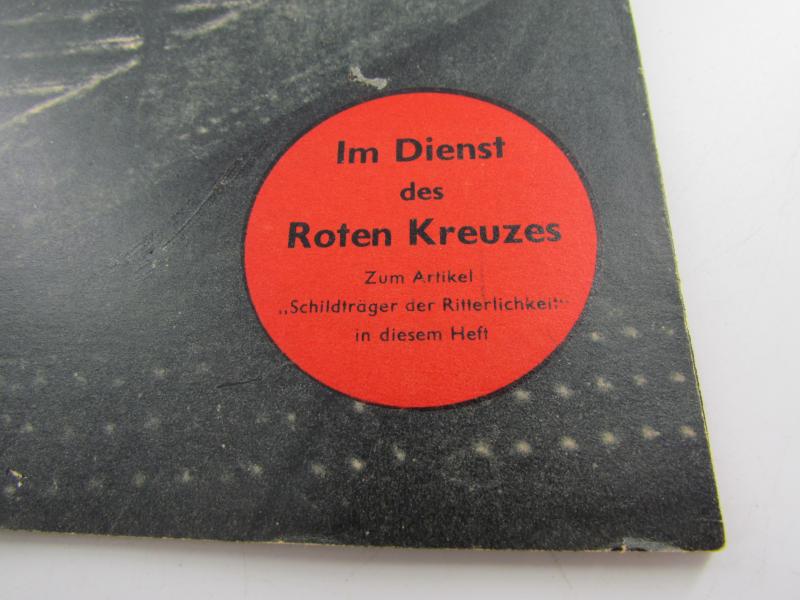 Im Dienst
des
Roten Kreuzes
Zum Artikel
„Schildträger der Ritterlichkeit“
in diesem Heft